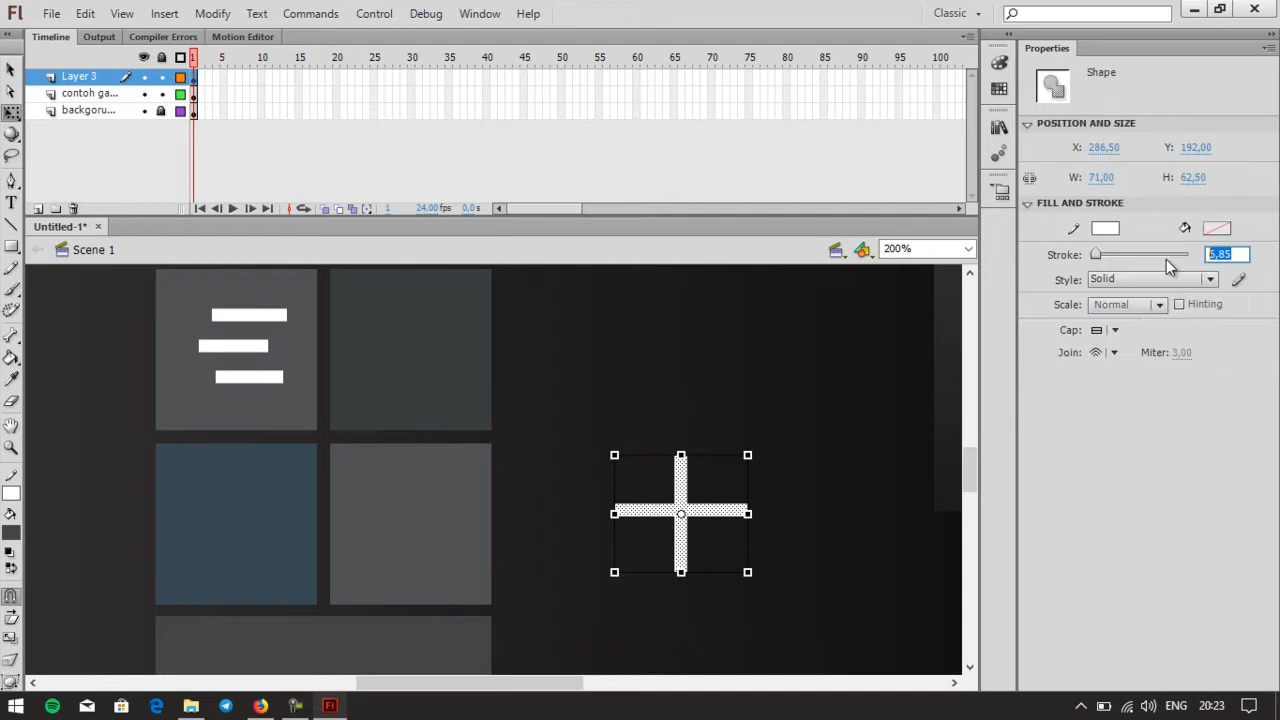 Fl File Edit View Insert Modify Text Commands Control Debug Window Help Classic
Timeline Output Compiler Errors Motion Editor
Properties
1 5 10 15 20 25 30 35 40 45 50 55 60 65 70 75 80 85 90 95 100
Shape
Layer 3
contoh ga...
backgoru...
POSITION AND SIZE
X: 286,50 Y: 192,00
W: 71,00 H: 62,50
FILL AND STROKE
1 24,00 fps 0,0 s
Untitled-1*
Scene 1 200%
Stroke: 5,85
Style: Solid
Scale: Normal Hinting
Cap:
Join: Miter: 3,00
Fl ENG 20:23